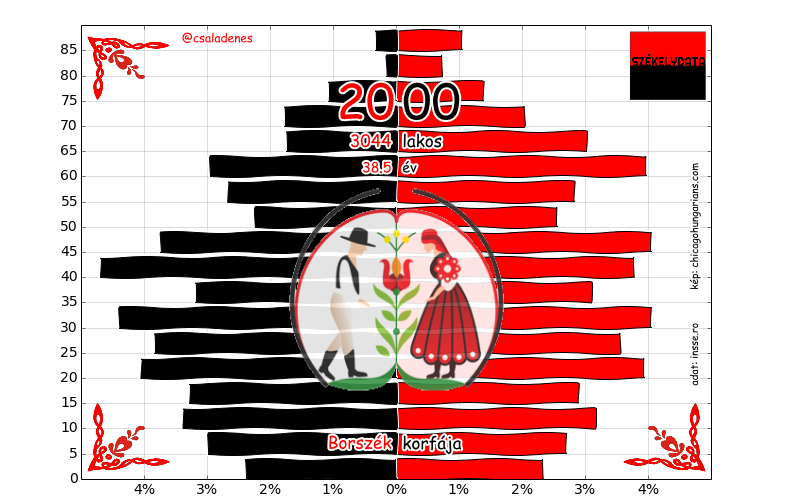 @csaladenes
SZÉKELYDATA
2000
3044 lakos
38.5 év
kép: chicagohungarians.com
adat: insse.ro
Borszék korfája
85
80
75
70
65
60
55
50
45
40
35
30
25
20
15
10
5
0
4% 3% 2% 1% 0% 1% 2% 3% 4%